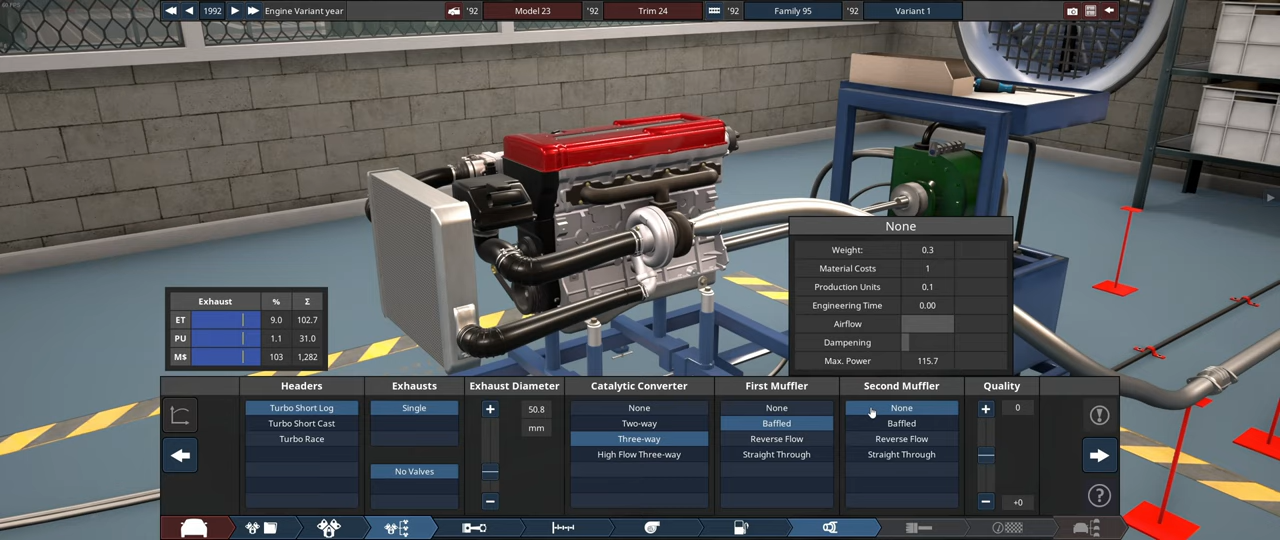 60 FPS
1992
Engine Variant year
'92
Model 23
'92
Trim 24
'92
Family 95
'92
Variant 1
None
Weight: 0.3
Material Costs 1
Production Units 0.1
Engineering Time 0.00
Airflow
Dampening
Max. Power 115.7
Exhaust % Σ
ET 9.0 102.7
PU 1.1 31.0
M$ 103 1,282
Headers
Turbo Short Log
Turbo Short Cast
Turbo Race
Exhausts
Single
No Valves
Exhaust Diameter
50.8
mm
Catalytic Converter
None
Two-way
Three-way
High Flow Three-way
First Muffler
None
Baffled
Reverse Flow
Straight Through
Second Muffler
None
Baffled
Reverse Flow
Straight Through
Quality
0
+0